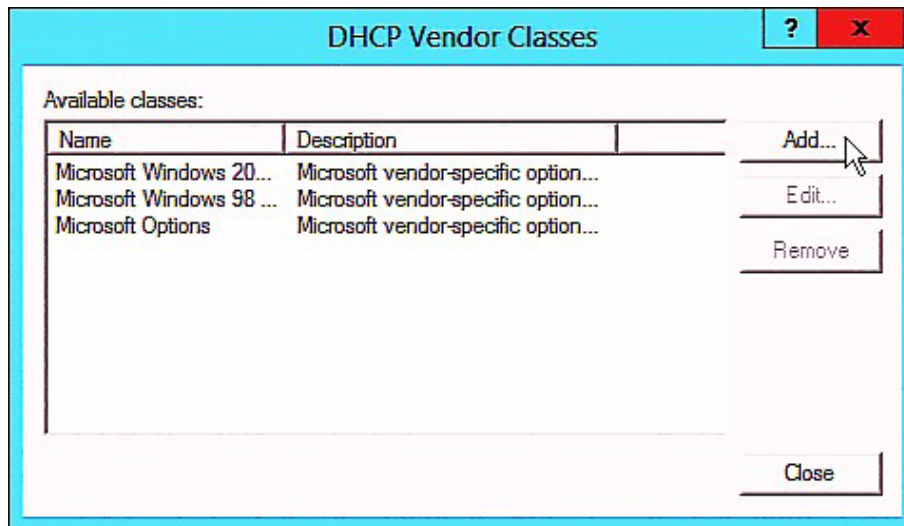 DHCP Vendor Classes ? x
Available classes:
Name Description
Add...
Microsoft Windows 20... Microsoft vendor-specific option...
Microsoft Windows 98 ... Microsoft vendor-specific option...
Edit...
Microsoft Options Microsoft vendor-specific option...
Remove
Close